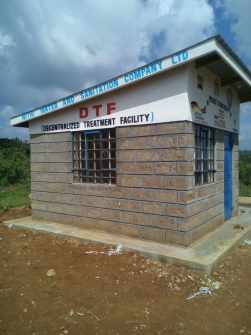 WATER AND SANITATION COMPANY LTD
DTF
(DECENTRALIZED TREATMENT FACILITY)